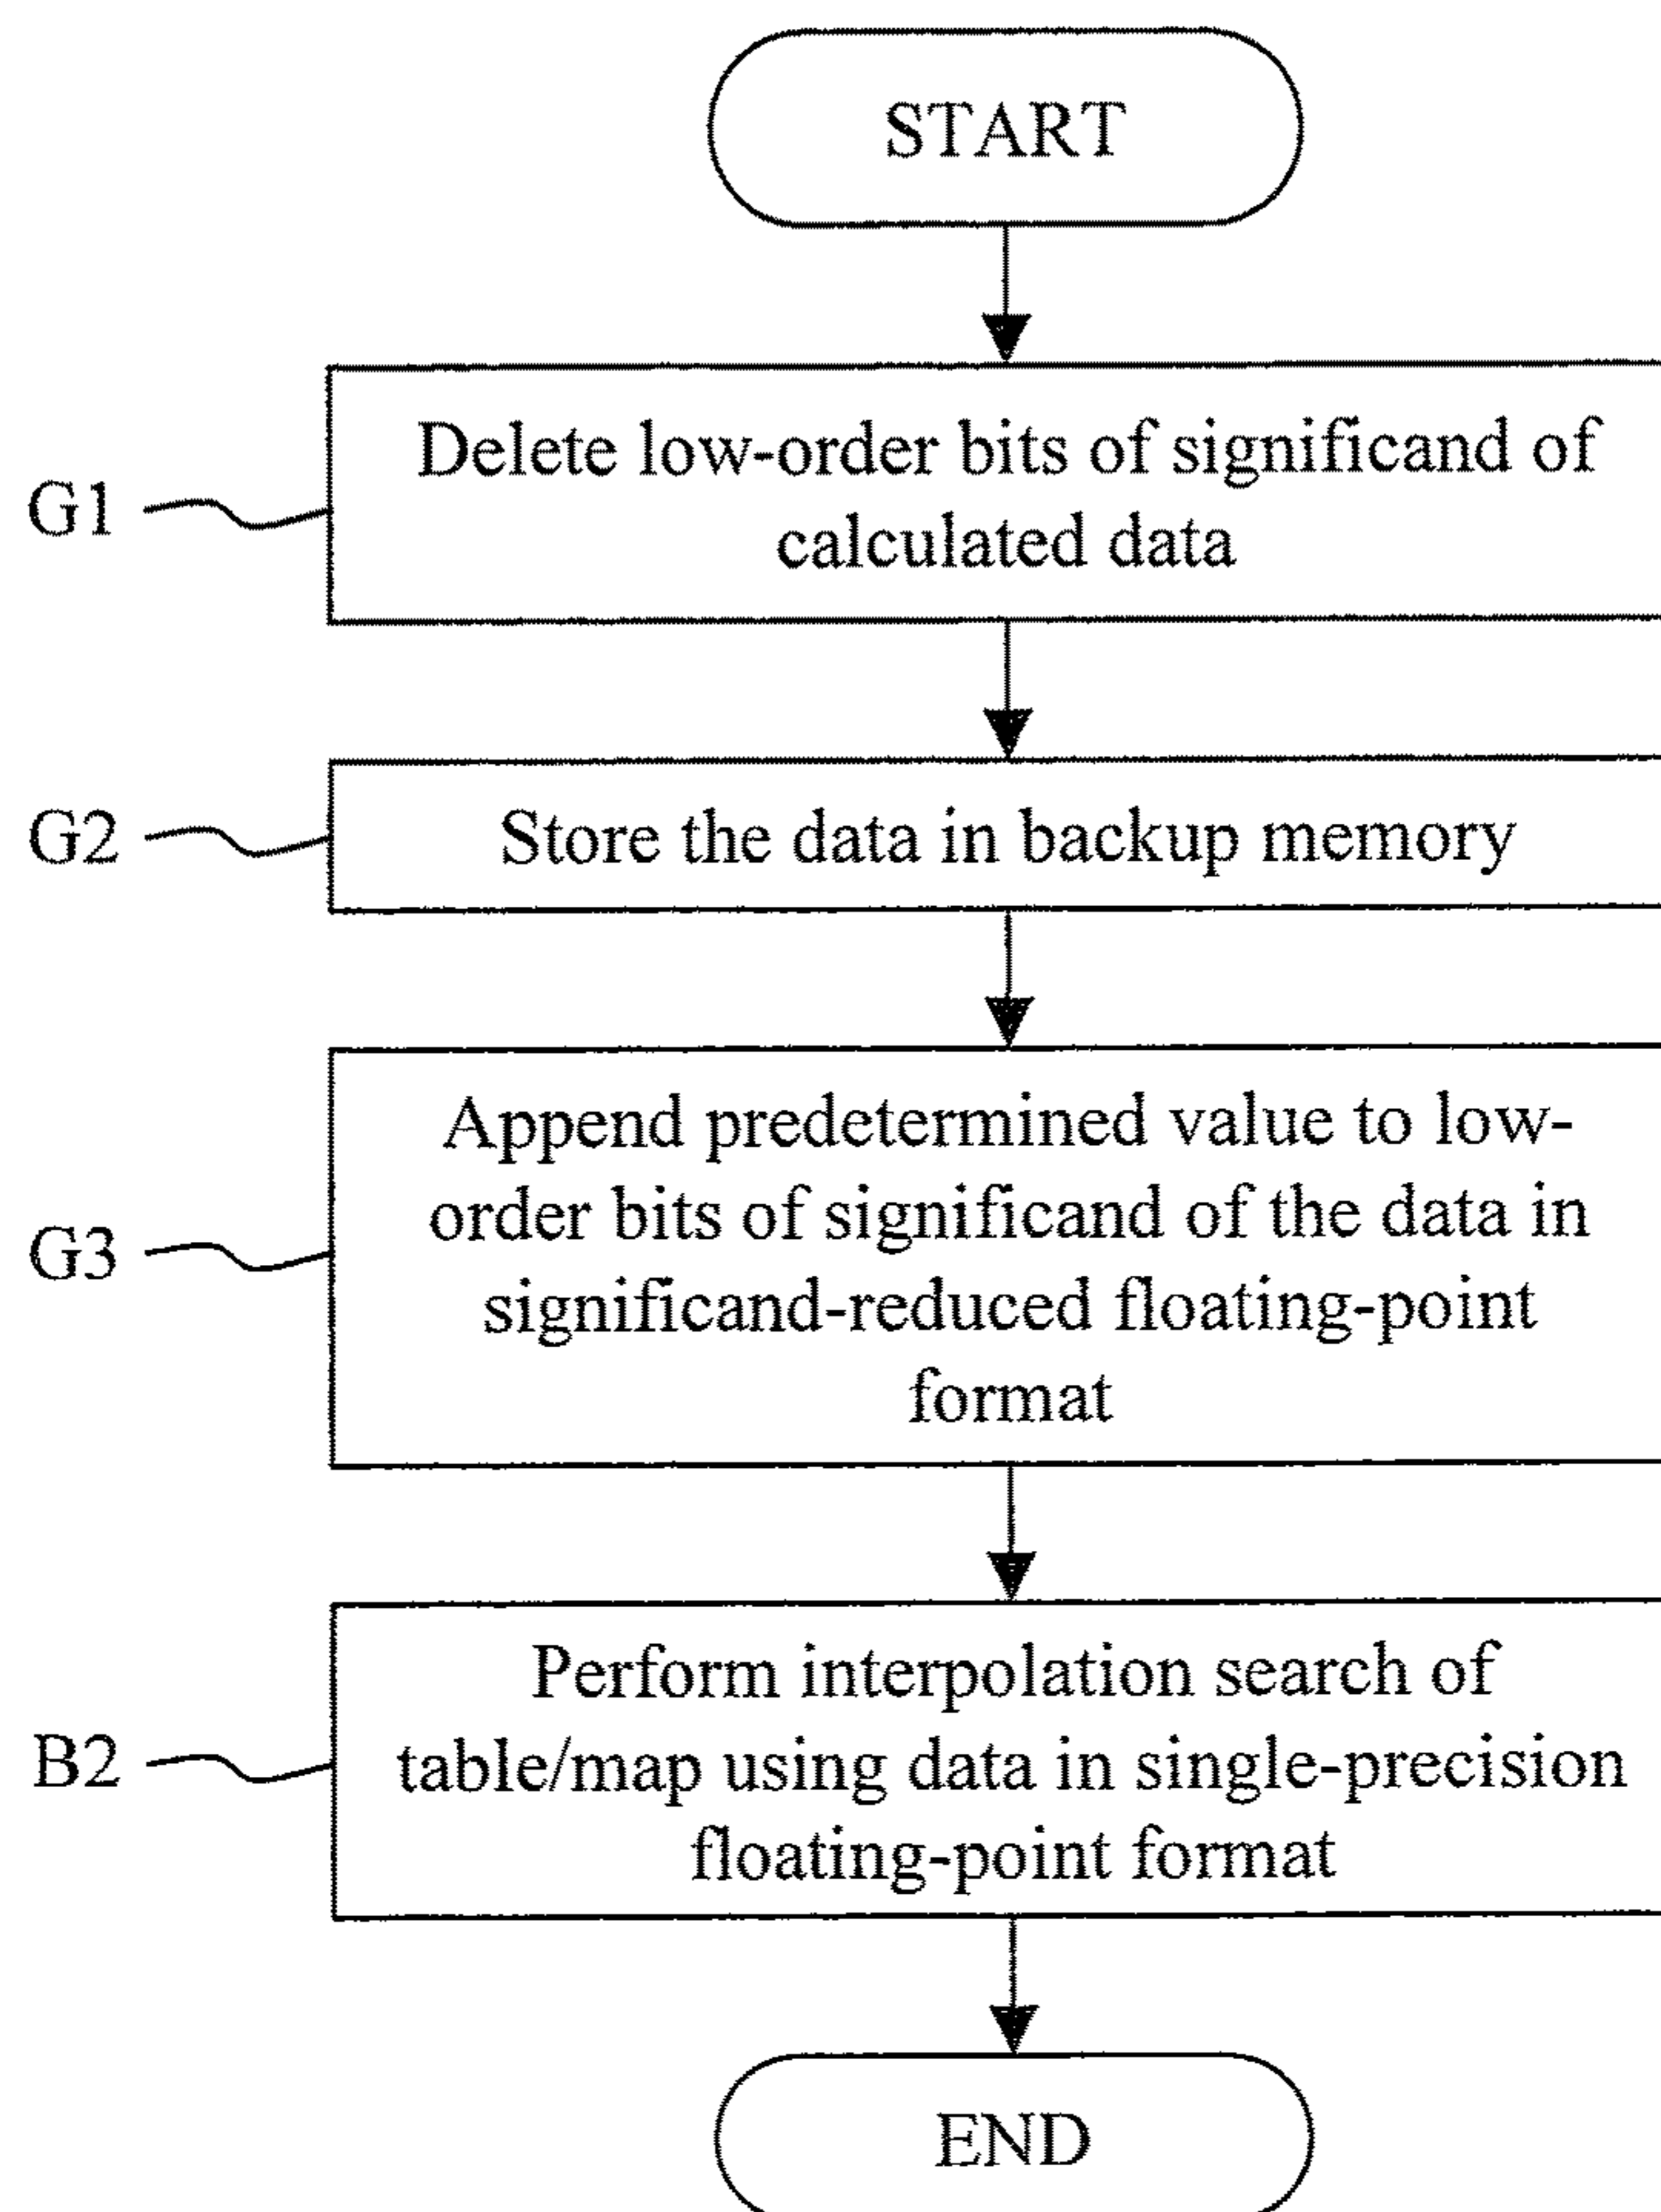 START
Delete low-order bits of significand of
calculated data
G1
Store the data in backup memory
G2
Append predetermined value to low-
order bits of significand of the data in
significand-reduced floating-point
format
G3
Perform interpolation search of
table/map using data in single-precision
floating-point format
B2
END